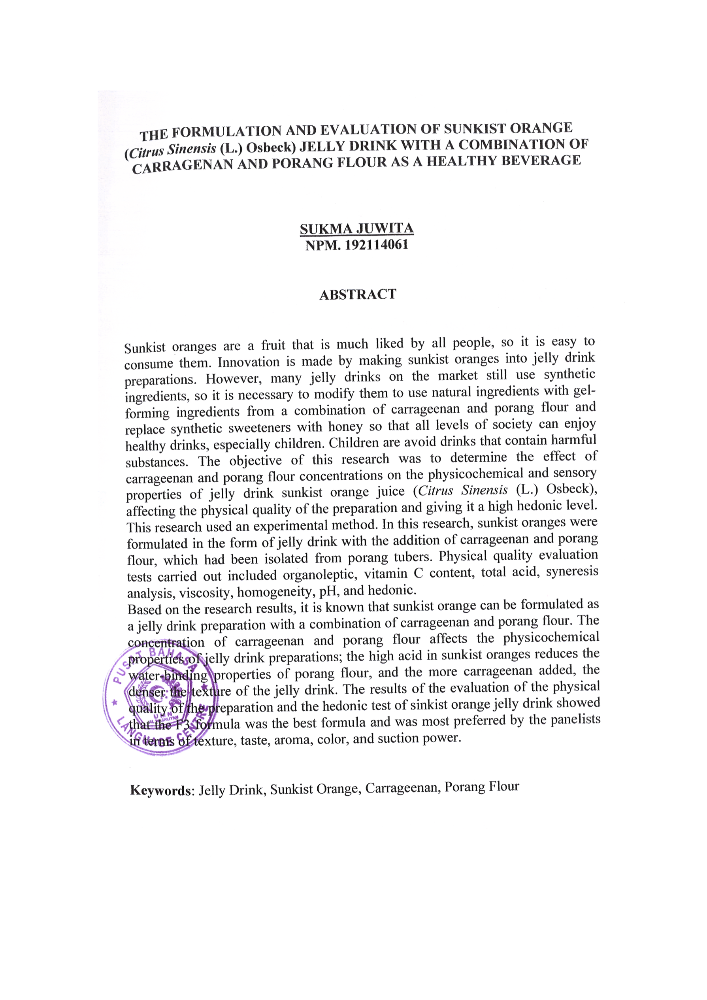 THE FORMULATION AND EVALUATION OF SUNKIST ORANGE
(Citrus Sinensis (L.) Osbeck) JELLY DRINK WITH A COMBINATION OF
CARRAGENAN AND PORANG FLOUR AS A HEALTHY BEVERAGE
SUKMA JUWITA
NPM. 192114061
ABSTRACT
Sunkist oranges are a fruit that is much liked by all people, so it is easy to
consume them. Innovation is made by making sunkist oranges into jelly drink
preparations. However, many jelly drinks on the market still use synthetic
ingredients, so it is necessary to modify them to use natural ingredients with gel-
forming ingredients from a combination of carrageenan and porang flour and
replace synthetic sweeteners with honey so that all levels of society can enjoy
healthy drinks, especially children. Children are avoid drinks that contain harmful
substances. The objective of this research was to determine the effect of
carrageenan and porang flour concentrations on the physicochemical and sensory
properties of jelly drink sunkist orange juice (Citrus Sinensis (L.) Osbeck),
affecting the physical quality of the preparation and giving it a high hedonic level.
This research used an experimental method. In this research, sunkist oranges were
formulated in the form of jelly drink with the addition of carrageenan and porang
flour, which had been isolated from porang tubers. Physical quality evaluation
tests carried out included organoleptic, vitamin C content, total acid, syneresis
analysis, viscosity, homogeneity, pH, and hedonic.
Based on the research results, it is known that sunkist orange can be formulated as
a jelly drink preparation with a combination of carrageenan and porang flour. The
concentration of carrageenan and porang flour affects the physicochemical
properties of jelly drink preparations; the high acid in sunkist oranges reduces the
water-binding properties of porang flour, and the more carrageenan added, the
denser the texture of the jelly drink. The results of the evaluation of the physical
quality of the preparation and the hedonic test of sinkist orange jelly drink showed
that the F3 formula was the best formula and was most preferred by the panelists
in terms of texture, taste, aroma, color, and suction power.
PUSAT BAHASA
UMN
AL WASHLIYAH
LANGUAGE CENTRE
Keywords: Jelly Drink, Sunkist Orange, Carrageenan, Porang Flour